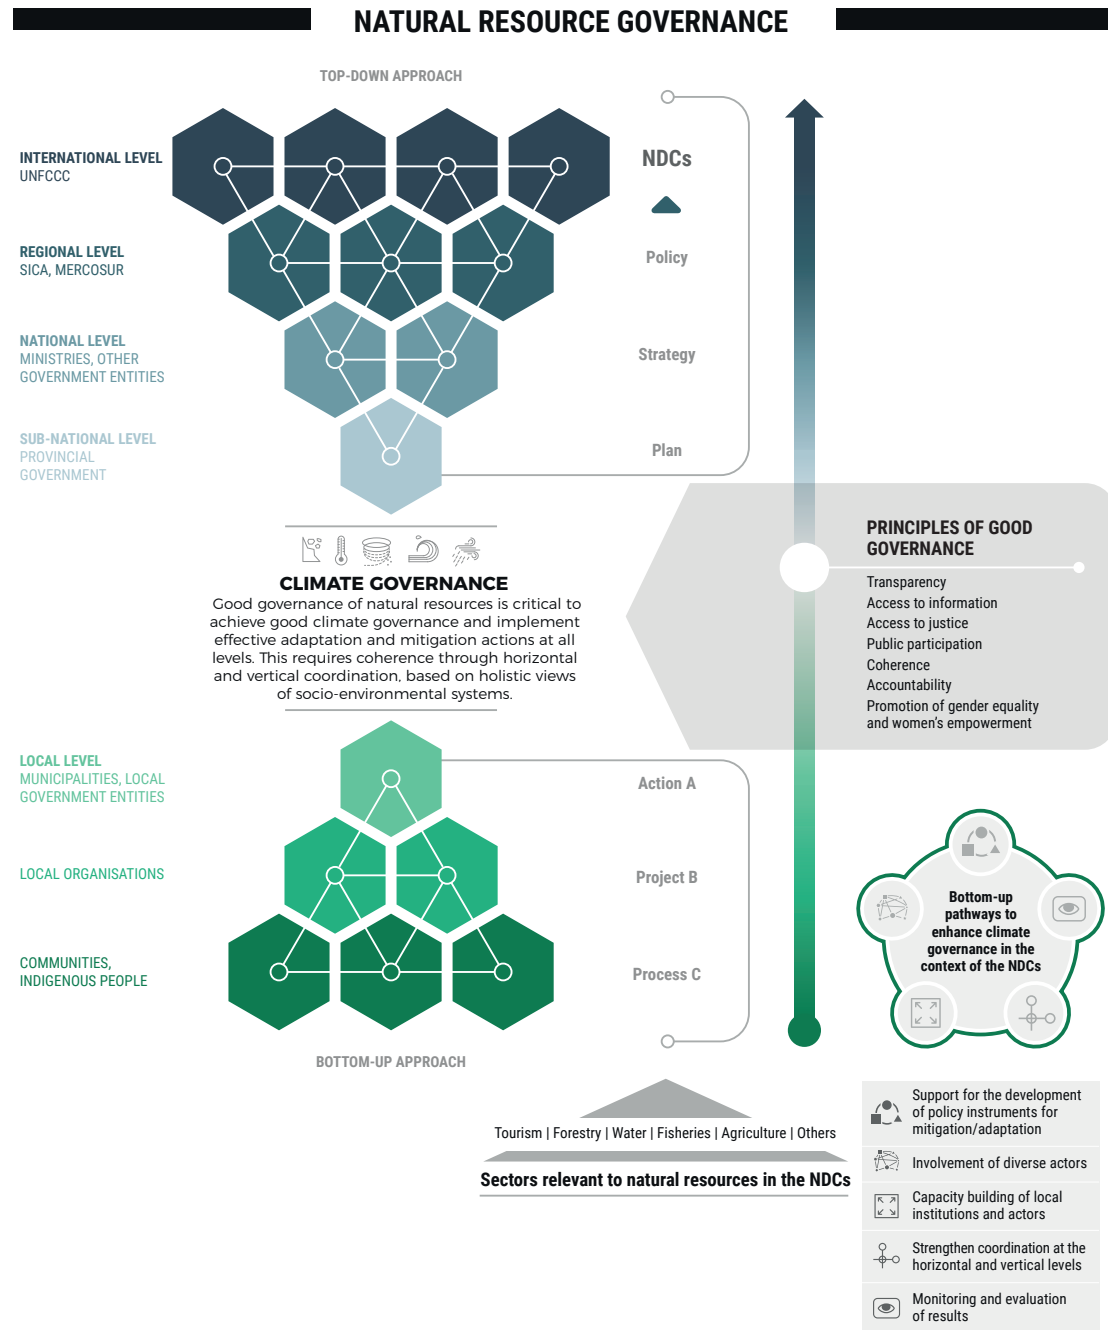 NATURAL RESOURCE GOVERNANCE
TOP-DOWN APPROACH
INTERNATIONAL LEVEL
UNFCCC
NDCs
REGIONAL LEVEL
SICA, MERCOSUR
Policy
NATIONAL LEVEL
MINISTRIES, OTHER
GOVERNMENT ENTITIES
Strategy
SUB-NATIONAL LEVEL
PROVINCIAL
GOVERNMENT
Plan
CLIMATE GOVERNANCE
Good governance of natural resources is critical to
achieve good climate governance and implement
effective adaptation and mitigation actions at all
levels. This requires coherence through horizontal
and vertical coordination, based on holistic views
of socio-environmental systems.
PRINCIPLES OF GOOD
GOVERNANCE
Transparency
Access to information
Access to justice
Public participation
Coherence
Accountability
Promotion of gender equality
and women's empowerment
LOCAL LEVEL
MUNICIPALITIES, LOCAL
GOVERNMENT ENTITIES
Action A
LOCAL ORGANISATIONS
Project B
COMMUNITIES,
INDIGENOUS PEOPLE
Process C
BOTTOM-UP APPROACH
Bottom-up
pathways to
enhance climate
governance in the
context of the NDCs
Tourism | Forestry | Water | Fisheries | Agriculture | Others
Sectors relevant to natural resources in the NDCs
Support for the development
of policy instruments for
mitigation/adaptation
Involvement of diverse actors
Capacity building of local
institutions and actors
Strengthen coordination at the
horizontal and vertical levels
Monitoring and evaluation
of results